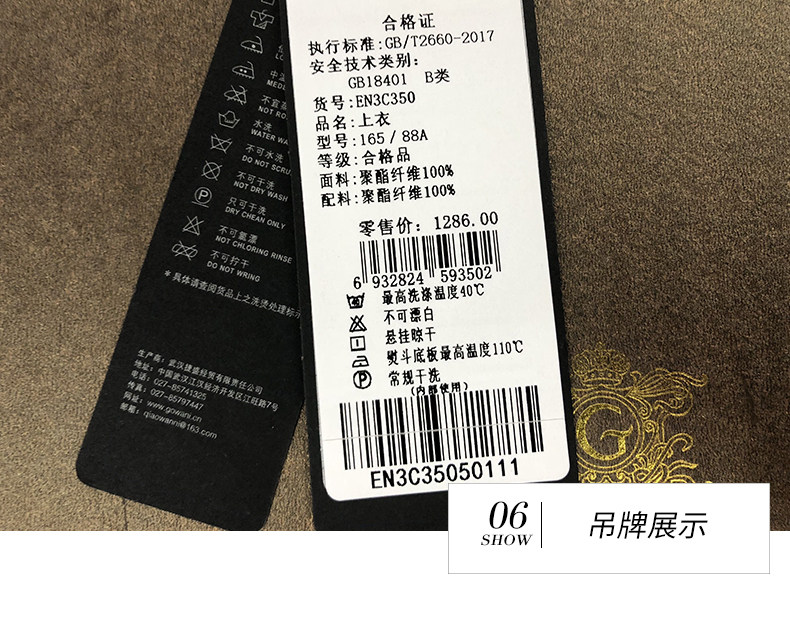 合格证
执行标准:GB/T2660-2017
安全技术类别:
GB18401 B类
货号:EN3C350
品名:上衣
型号:165/88A
等级:合格品
面料:聚酯纤维100%
配料:聚酯纤维100%
零售价: 1286.00
6 932824 593502
最高洗涤温度40℃
不可漂白
悬挂晾干
熨斗底板最高温度110℃
常规干洗
(内部使用)
EN3C35050111
不宜蒸
NOT RO
水洗
WATER WA
不可水洗
DO NOT SCRU
不可干洗
NOT DRY WASH
只可干洗
DRY CHEAN ONLY
不可氯漂
NOT CHLORING RINSE
不可拧干
DO NOT WRING
*具体请查阅货品上之洗烫处理标示
生产商: 武汉捷盛经贸有限责任公司
地址: 中国武汉江汉经济开发区江旺路7号
电话: 027-85741325
传真: 027-85797447
网址: www.gowani.cn
邮箱: qiaowanni@163.com
G
06
SHOW
吊牌展示